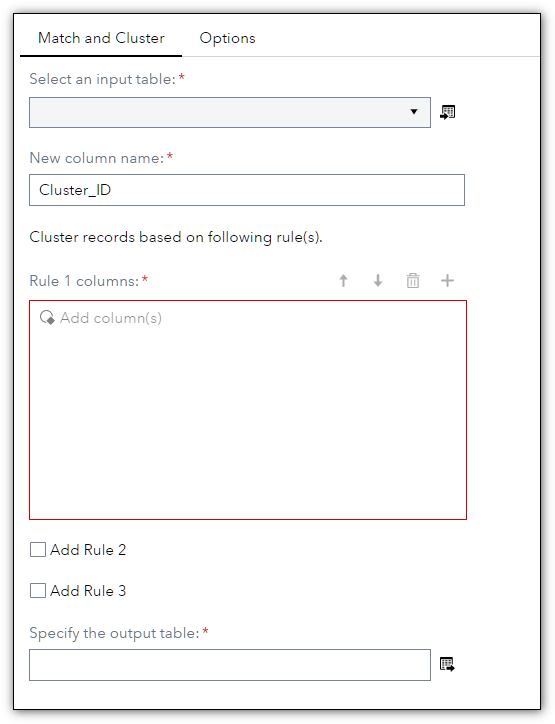 Match and Cluster Options
Select an input table: *
New column name: *
Cluster_ID
Cluster records based on following rule(s).
Rule 1 columns: *
Add column(s)
Add Rule 2
Add Rule 3
Specify the output table: *